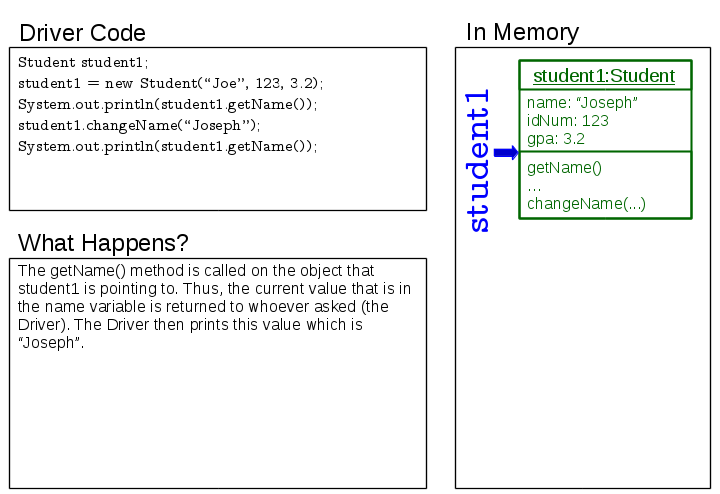 Driver Code
Student student1;
student1 = new Student(“Joe”, 123, 3.2);
System.out.println(student1.getName());
student1.changeName(“Joseph”);
System.out.println(student1.getName());
What Happens?
The getName() method is called on the object that
student1 is pointing to. Thus, the current value that is in
the name variable is returned to whoever asked (the
Driver). The Driver then prints this value which is
“Joseph”.
In Memory
student1
student1:Student
name: “Joseph”
idNum: 123
gpa: 3.2
getName()
...
changeName(...)